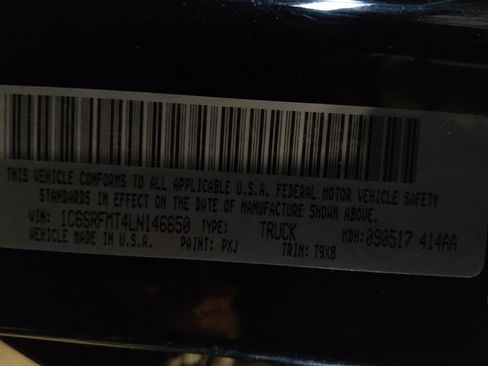 THIS VEHICLE CONFORMS TO ALL APPLICABLE U.S.A. FEDERAL MOTOR VEHICLE SAFETY
STANDARDS IN EFFECT ON THE DATE OF MANUFACTURE SHOWN ABOVE.
VIN: 1C6SRFMT4LN146650 TYPE: TRUCK MDH: 090517 414AA
VEHICLE MADE IN U.S.A. PAINT: PXJ TRIM: T9X8